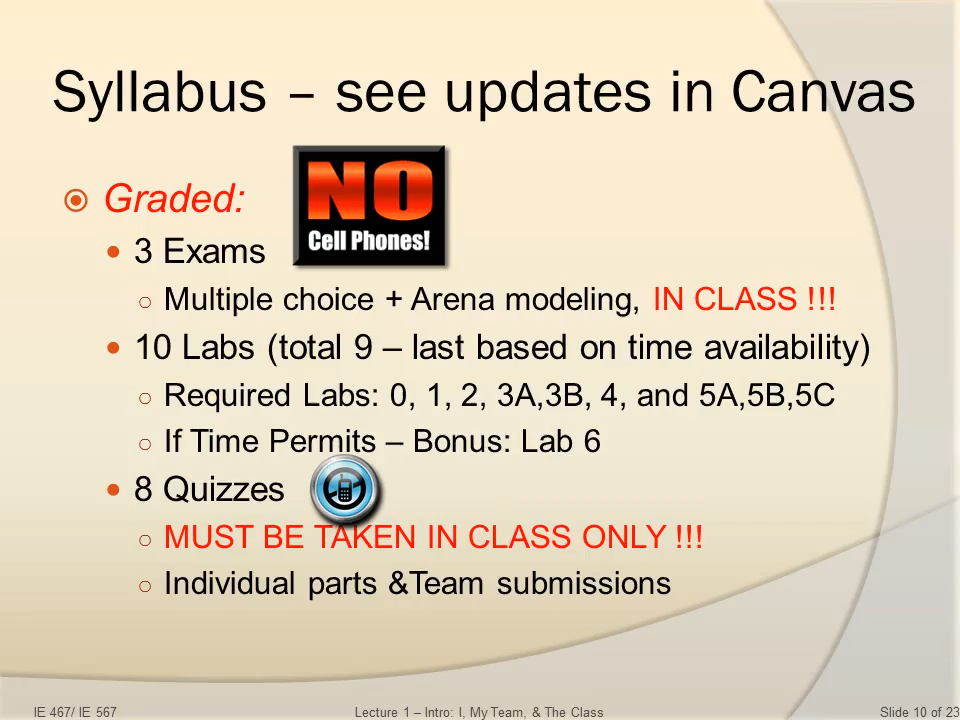 Syllabus – see updates in Canvas
Graded:
NO
Cell Phones!
3 Exams
Multiple choice + Arena modeling, IN CLASS !!!
10 Labs (total 9 – last based on time availability)
Required Labs: 0, 1, 2, 3A,3B, 4, and 5A,5B,5C
If Time Permits – Bonus: Lab 6
8 Quizzes
MUST BE TAKEN IN CLASS ONLY !!!
Individual parts &Team submissions
IE 467/ IE 567 Lecture 1 – Intro: I, My Team, & The Class Slide 10 of 23